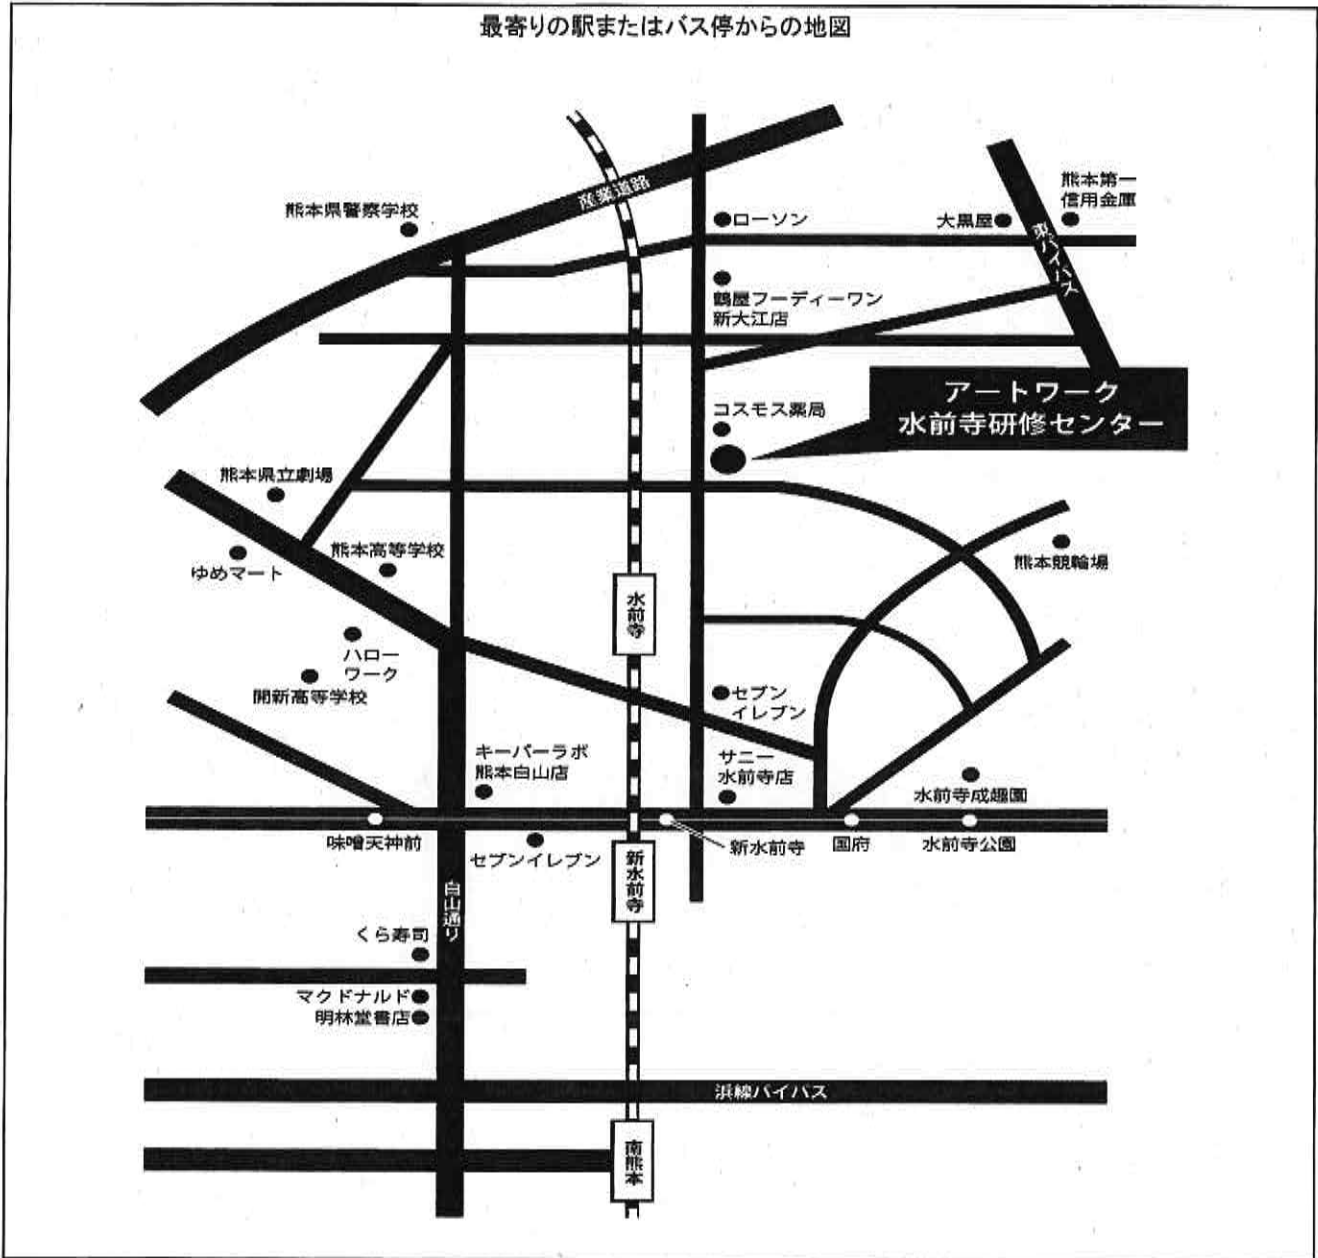 最寄りの駅またはバス停からの地図
産業道路
熊本県警察学校
ローソン
大黒屋
熊本第一
信用金庫
東バイパス
鶴屋フーディーワン
新大江店
アートワーク
水前寺研修センター
コスモス薬局
熊本県立劇場
熊本高等学校
ゆめマート
水前寺
熊本競輪場
ハロー
ワーク
開新高等学校
セブン
イレブン
キーパーラボ
熊本白山店
サニー
水前寺店
水前寺成趣園
味噌天神前
セブンイレブン
新水前寺
新水前寺
国府
水前寺公園
白山通り
くら寿司
マクドナルド
明林堂書店
浜線バイパス
南熊本